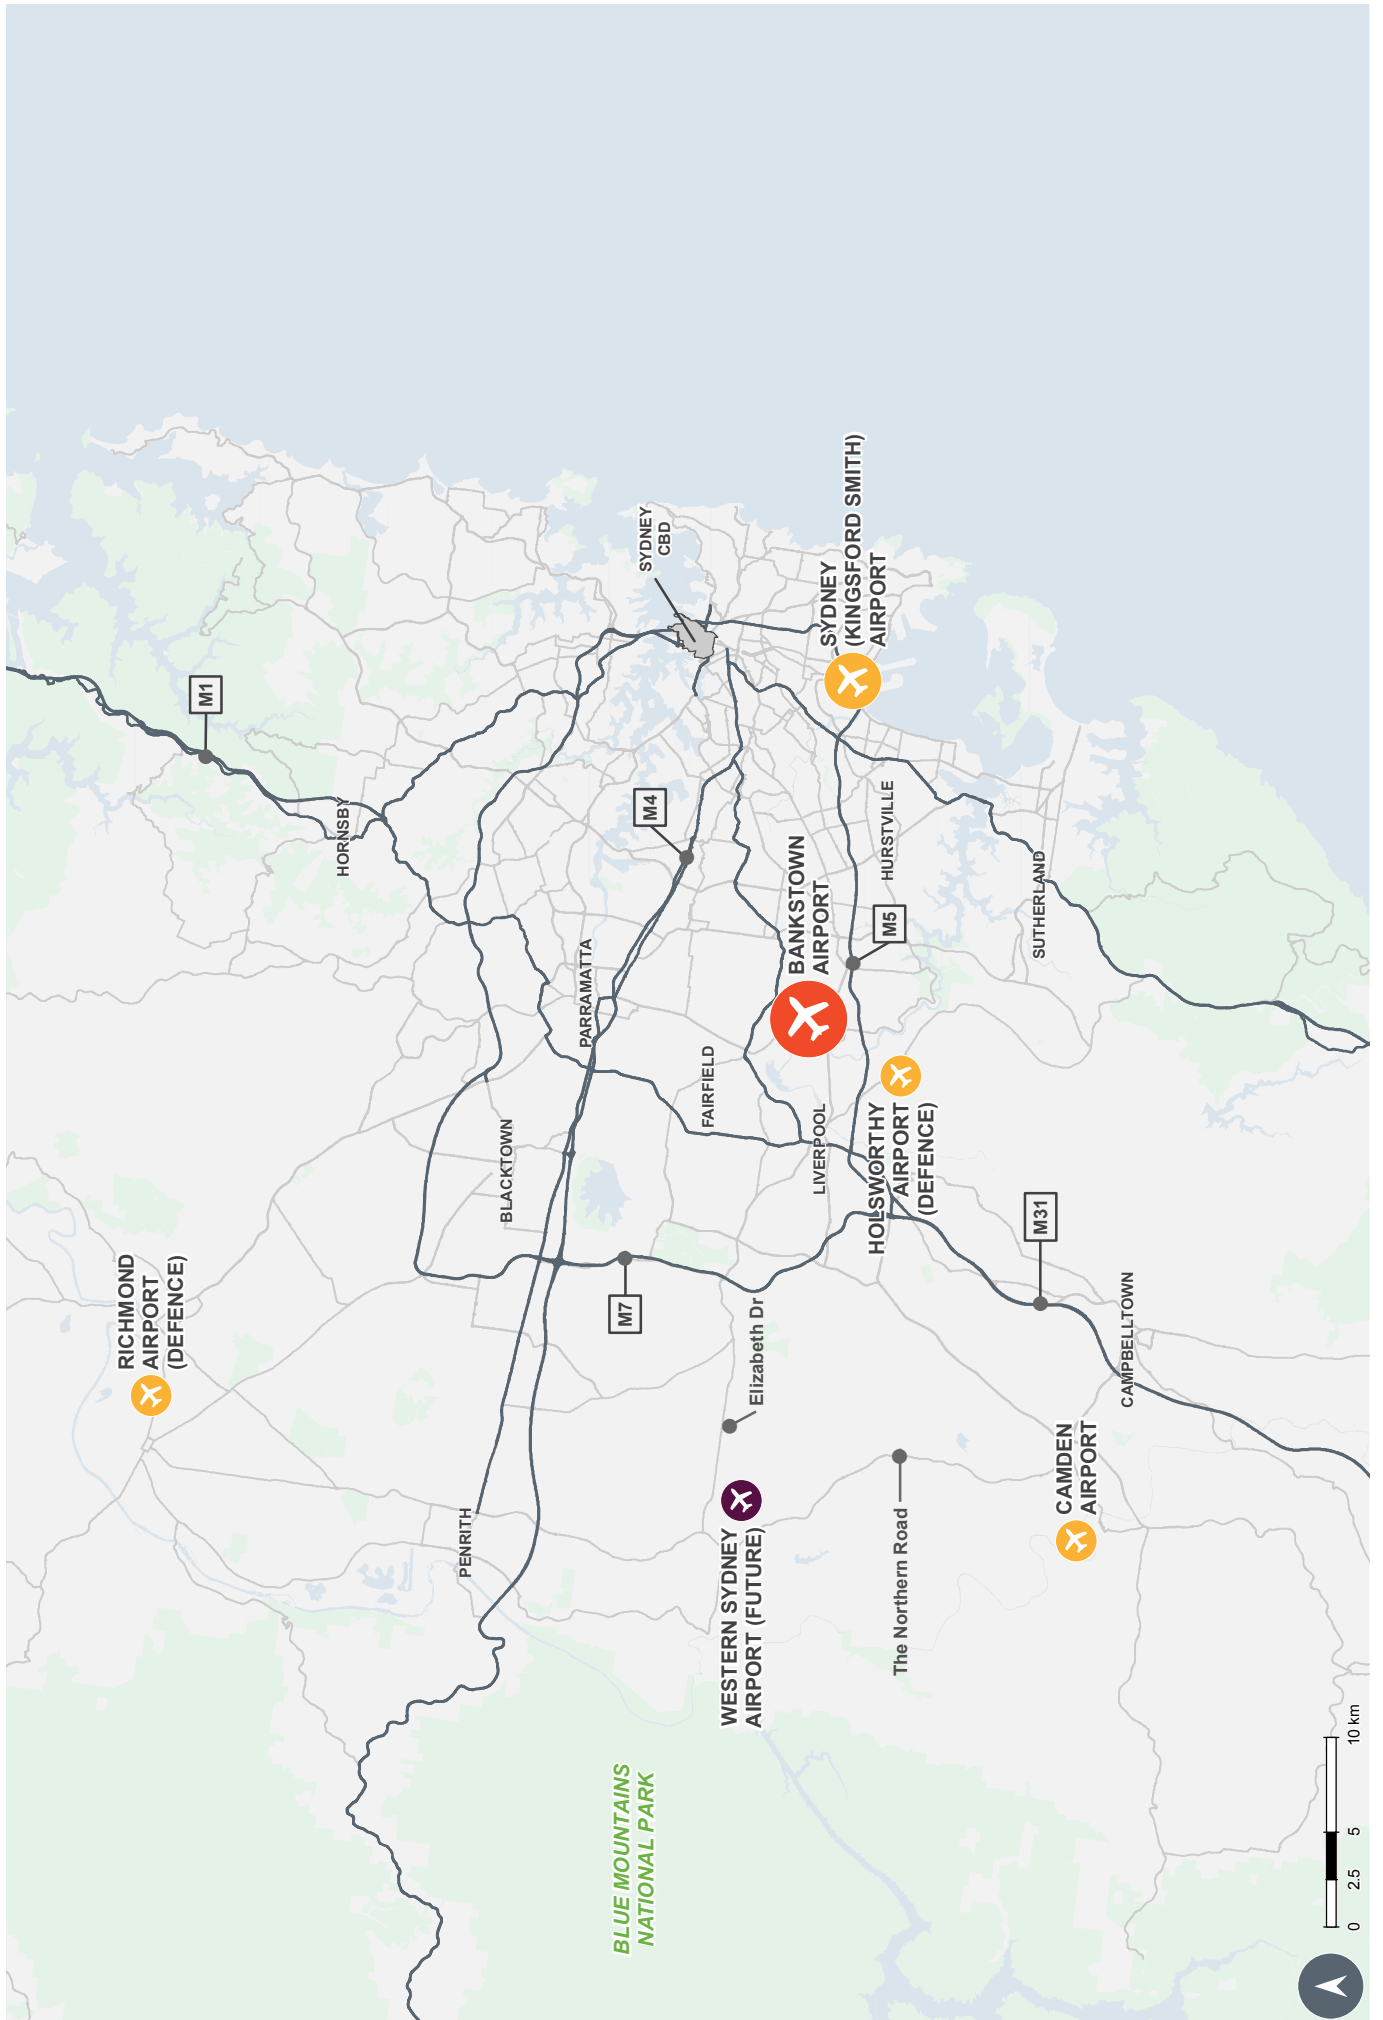 RICHMOND
AIRPORT
(DEFENCE)
M1
HORNSBY
PENRITH
BLACKTOWN
PARRAMATTA
M4
SYDNEY
CBD
M7
BLUE MOUNTAINS
NATIONAL PARK
FAIRFIELD
WESTERN SYDNEY
AIRPORT (FUTURE)
Elizabeth Dr
LIVERPOOL
BANKSTOWN
AIRPORT
SYDNEY
(KINGSFORD SMITH)
AIRPORT
HOLSWORTHY
AIRPORT
(DEFENCE)
M5
HURSTVILLE
The Northern Road
SUTHERLAND
M31
CAMDEN
AIRPORT
CAMPBELLTOWN
0 2.5 5 10 km